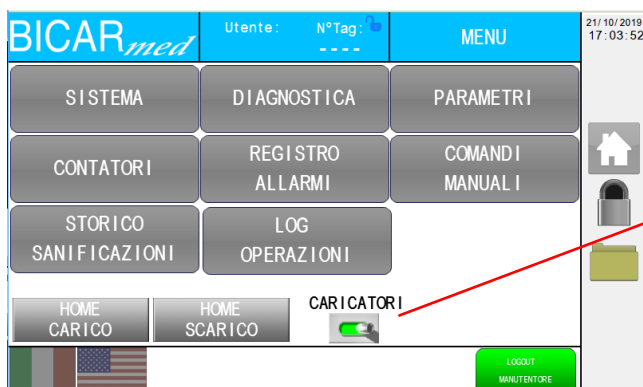 BICARmed
Utente: N°Tag:
----
MENU
21/10/2019
17:03:52
SISTEMA
DIAGNOSTICA
PARAMETRI
CONTATORI
REGISTRO
ALLARMI
COMANDI
MANUALI
STORICO
SANIFICAZIONI
LOG
OPERAZIONI
HOME
CARICO
HOME
SCARICO
CARICATORI
LOGOUT
MANUTENTORE